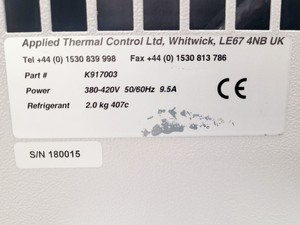 Applied Thermal Control Ltd, Whitwick, LE67 4NB UK
Tel +44 (0) 1530 839 998 Fax +44 (0) 1530 813 786
Part # K917003
Power 380-420V 50/60Hz 9.5A
Refrigerant 2.0 kg 407c
CE
S/N 180015